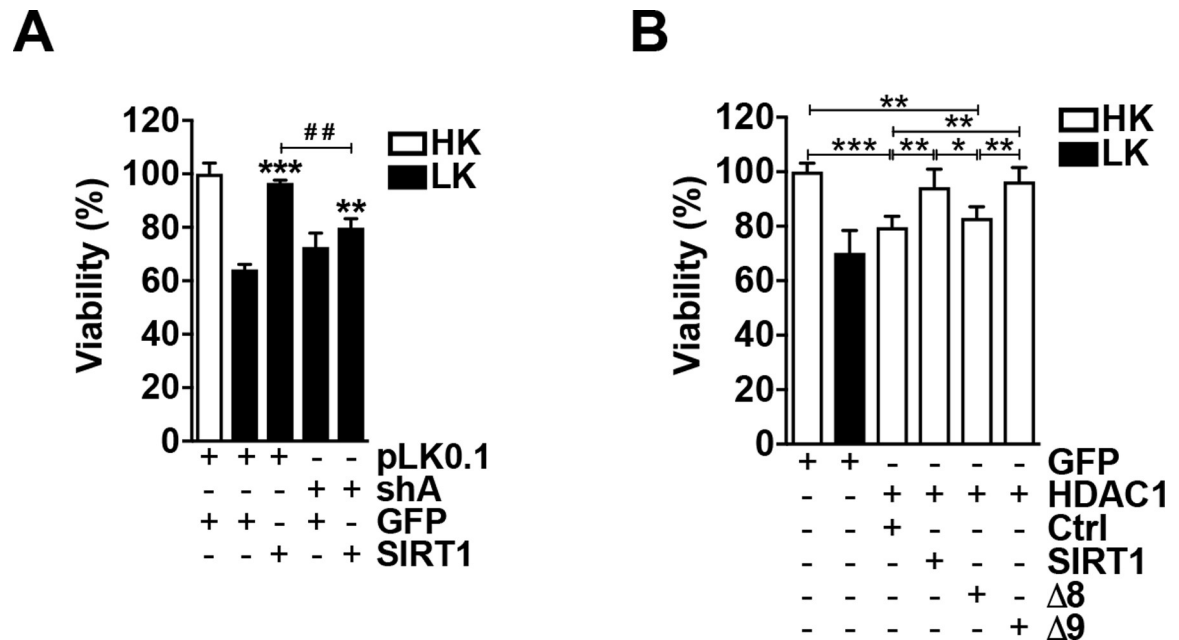 A
B
Viability (%)
120
100
80
60
40
20
0
***
**
##
HK
LK
+ + + - - pLK0.1
- - - + + shA
+ + - + - GFP
- - + - + SIRT1
Viability (%)
120
100
80
60
40
20
0
**
**
*** ** * **
HK
LK
+ + - - - - GFP
- - + + + + HDAC1
- - + - - - Ctrl
- - - + - - SIRT1
- - - - + - Δ8
- - - - - + Δ9